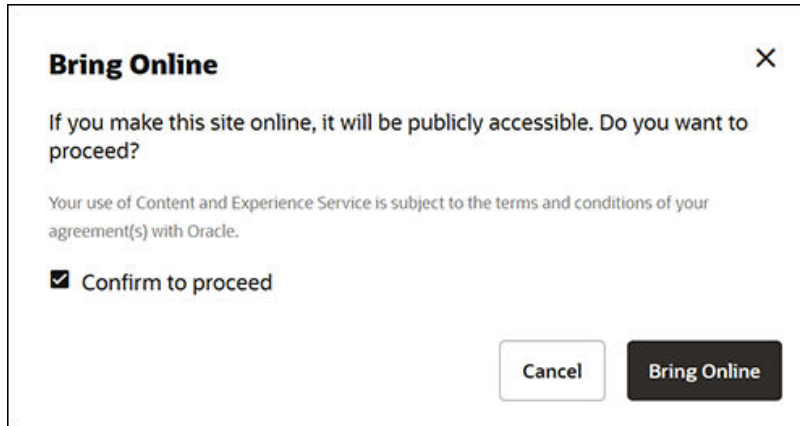 Bring Online
If you make this site online, it will be publicly accessible. Do you want to
proceed?
Your use of Content and Experience Service is subject to the terms and conditions of your
agreement(s) with Oracle.
Confirm to proceed
Cancel
Bring Online